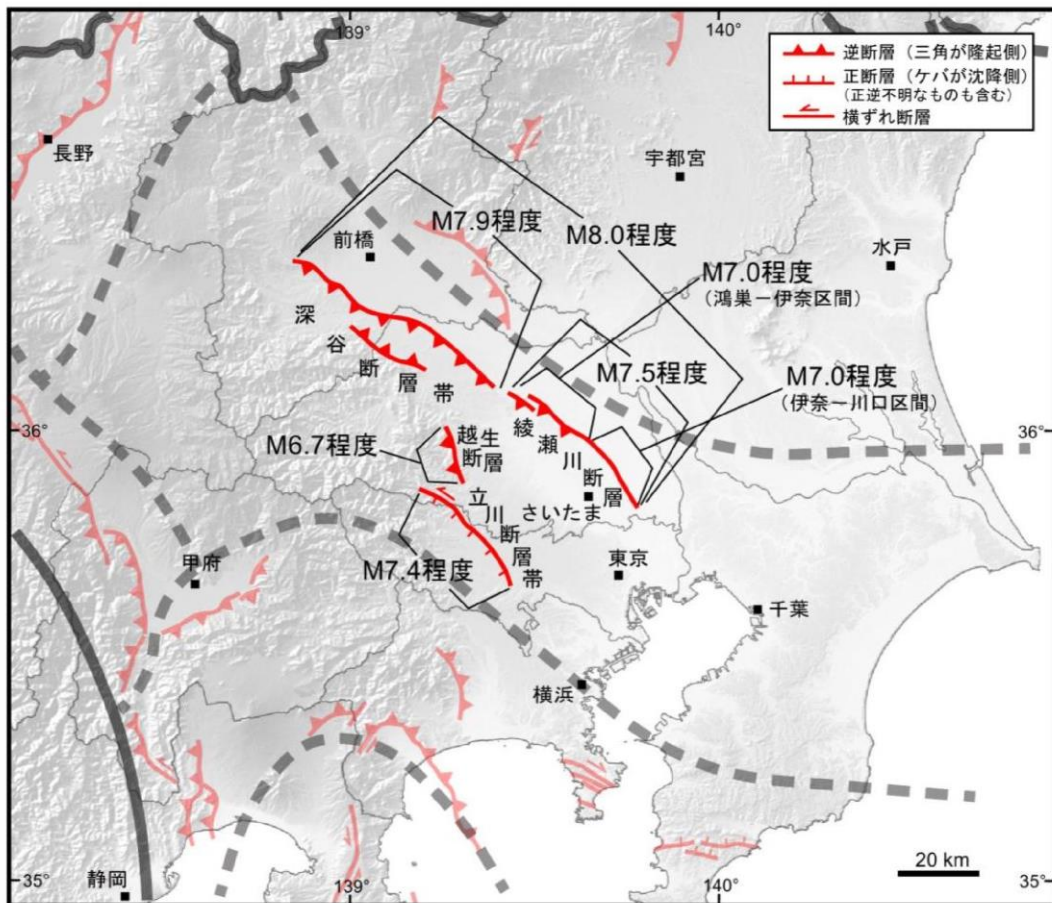 139°
140°
逆断層（三角が隆起側）
正断層（ケバが沈降側）
(正逆不明なものも含む)
横ずれ断層
長野
宇都宮
M7.9程度
M8.0程度
前橋
水戸
M7.0程度
（鴻巣－伊奈区間）
深谷断層帯
M7.5程度
M7.0程度
（伊奈－川口区間）
綾瀬川断層
36°
36°
M6.7程度
越生断層
立川断層帯
さいたま
甲府
M7.4程度
東京
千葉
横浜
20 km
35°
静岡
139°
140°
35°